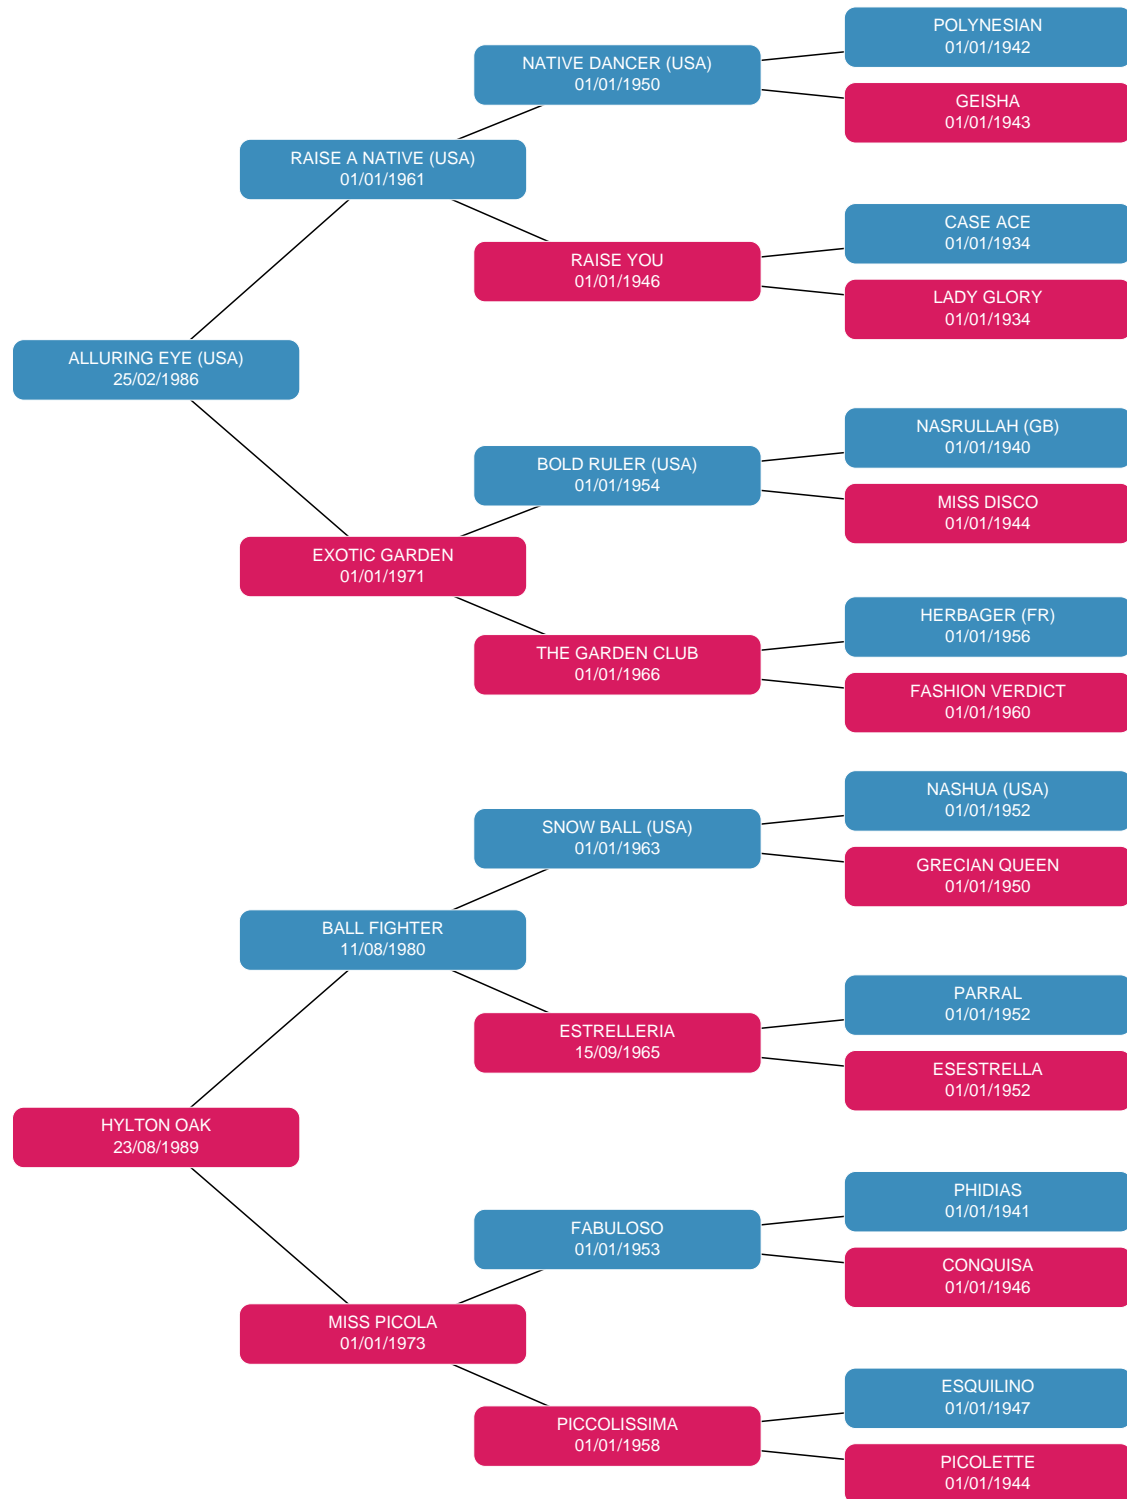 POLYNESIAN
01/01/1942
NATIVE DANCER (USA)
01/01/1950
GEISHA
01/01/1943
RAISE A NATIVE (USA)
01/01/1961
CASE ACE
01/01/1934
RAISE YOU
01/01/1946
LADY GLORY
01/01/1934
ALLURING EYE (USA)
25/02/1986
NASRULLAH (GB)
01/01/1940
BOLD RULER (USA)
01/01/1954
MISS DISCO
01/01/1944
EXOTIC GARDEN
01/01/1971
HERBAGER (FR)
01/01/1956
THE GARDEN CLUB
01/01/1966
FASHION VERDICT
01/01/1960
NASHUA (USA)
01/01/1952
SNOW BALL (USA)
01/01/1963
GRECIAN QUEEN
01/01/1950
BALL FIGHTER
11/08/1980
PARRAL
01/01/1952
ESTRELLERIA
15/09/1965
ESESTRELLA
01/01/1952
HYLTON OAK
23/08/1989
PHIDIAS
01/01/1941
FABULOSO
01/01/1953
CONQUISA
01/01/1946
MISS PICOLA
01/01/1973
ESQUILINO
01/01/1947
PICCOLISSIMA
01/01/1958
PICOLETTE
01/01/1944